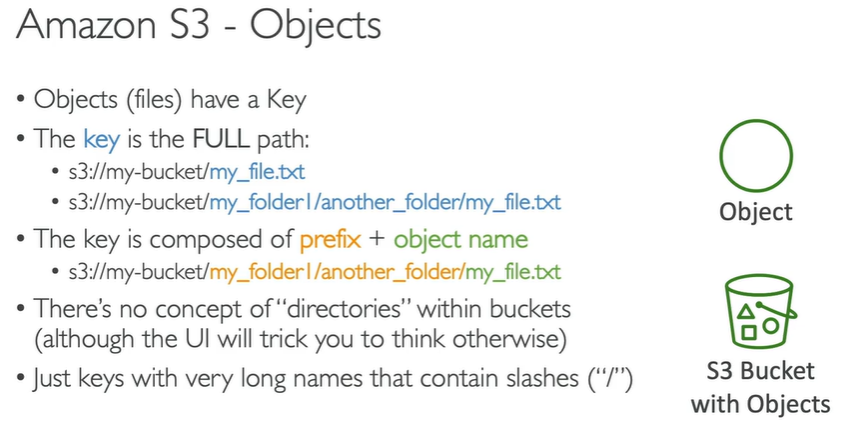 Amazon S3 - Objects
• Objects (files) have a Key
• The key is the FULL path:
• s3://my-bucket/my_file.txt
• s3://my-bucket/my_folder1/another_folder/my_file.txt
• The key is composed of prefix + object name
• s3://my-bucket/my_folder1/another_folder/my_file.txt
• There's no concept of “directories” within buckets
(although the UI will trick you to think otherwise)
• Just keys with very long names that contain slashes (“/”)
Object
S3 Bucket
with Objects